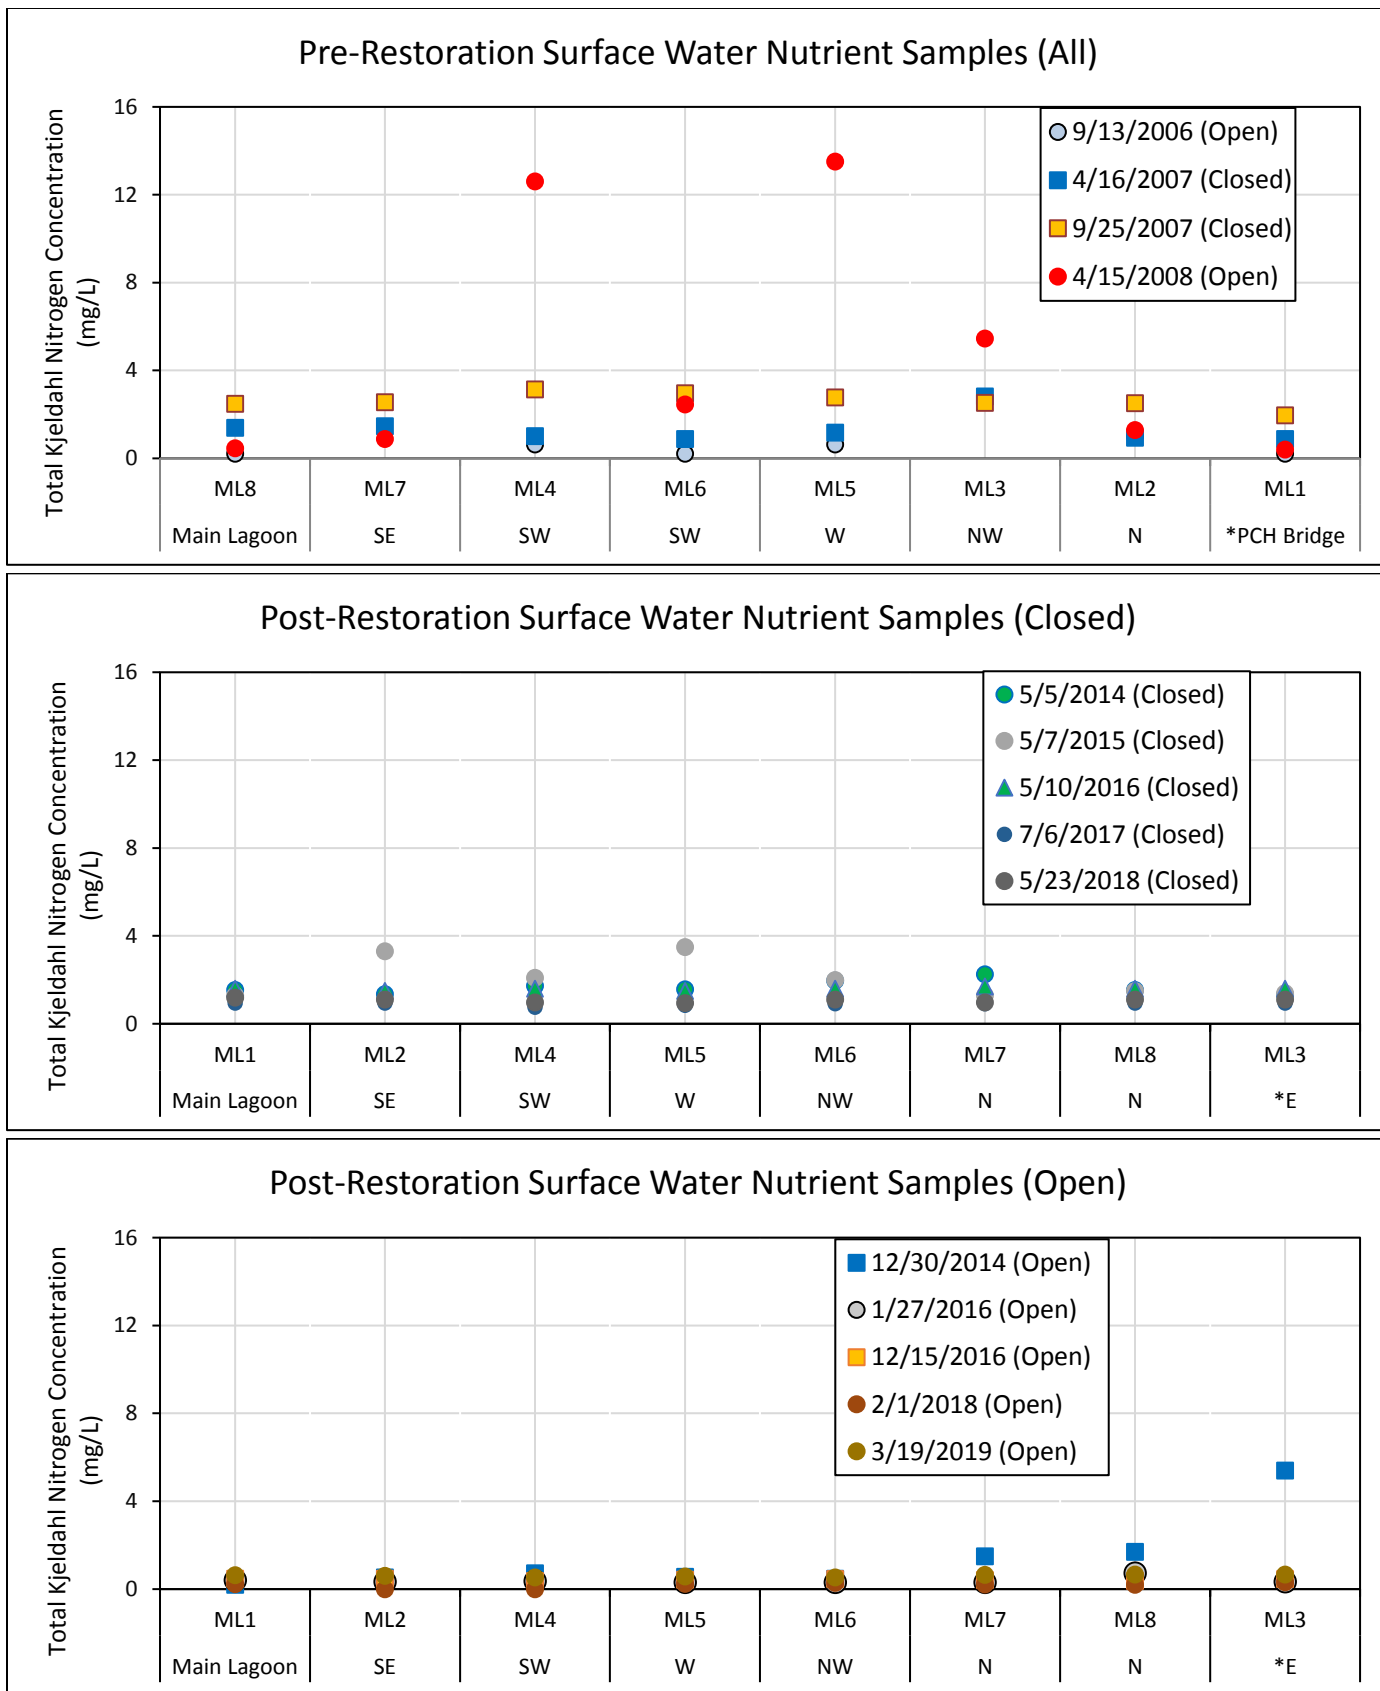 Pre-Restoration Surface Water Nutrient Samples (All)
Total Kjeldahl Nitrogen Concentration
(mg/L)
16
12
8
4
0
9/13/2006 (Open)
4/16/2007 (Closed)
9/25/2007 (Closed)
4/15/2008 (Open)
ML8 ML7 ML4 ML6 ML5 ML3 ML2 ML1
Main Lagoon SE SW SW W NW N *PCH Bridge
Post-Restoration Surface Water Nutrient Samples (Closed)
Total Kjeldahl Nitrogen Concentration
(mg/L)
16
12
8
4
0
5/5/2014 (Closed)
5/7/2015 (Closed)
5/10/2016 (Closed)
7/6/2017 (Closed)
5/23/2018 (Closed)
ML1 ML2 ML4 ML5 ML6 ML7 ML8 ML3
Main Lagoon SE SW W NW N N *E
Post-Restoration Surface Water Nutrient Samples (Open)
Total Kjeldahl Nitrogen Concentration
(mg/L)
16
12
8
4
0
12/30/2014 (Open)
1/27/2016 (Open)
12/15/2016 (Open)
2/1/2018 (Open)
3/19/2019 (Open)
ML1 ML2 ML4 ML5 ML6 ML7 ML8 ML3
Main Lagoon SE SW W NW N N *E